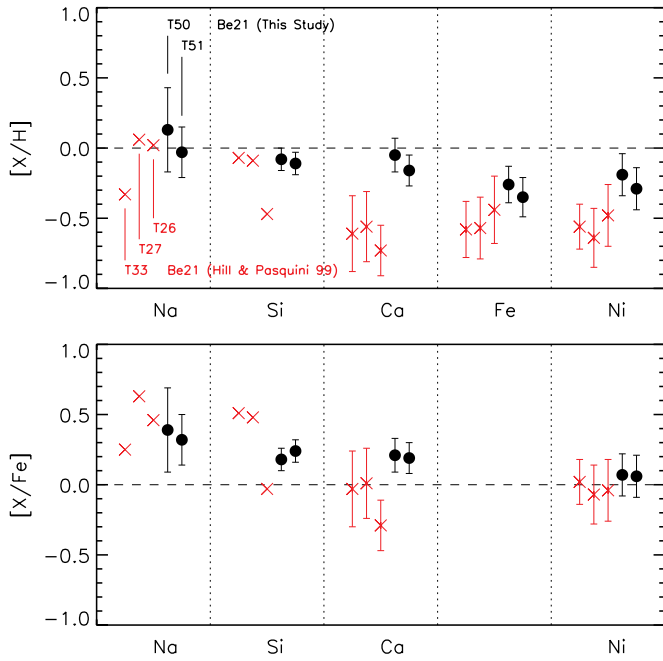 1.0
T50 Be21 (This Study)
T51
0.5
[X/H]
0.0
−0.5
T26
T27
T33 Be21 (Hill & Pasquini 99)
−1.0
Na Si Ca Fe Ni
1.0
0.5
[X/Fe]
0.0
−0.5
−1.0
Na Si Ca Ni